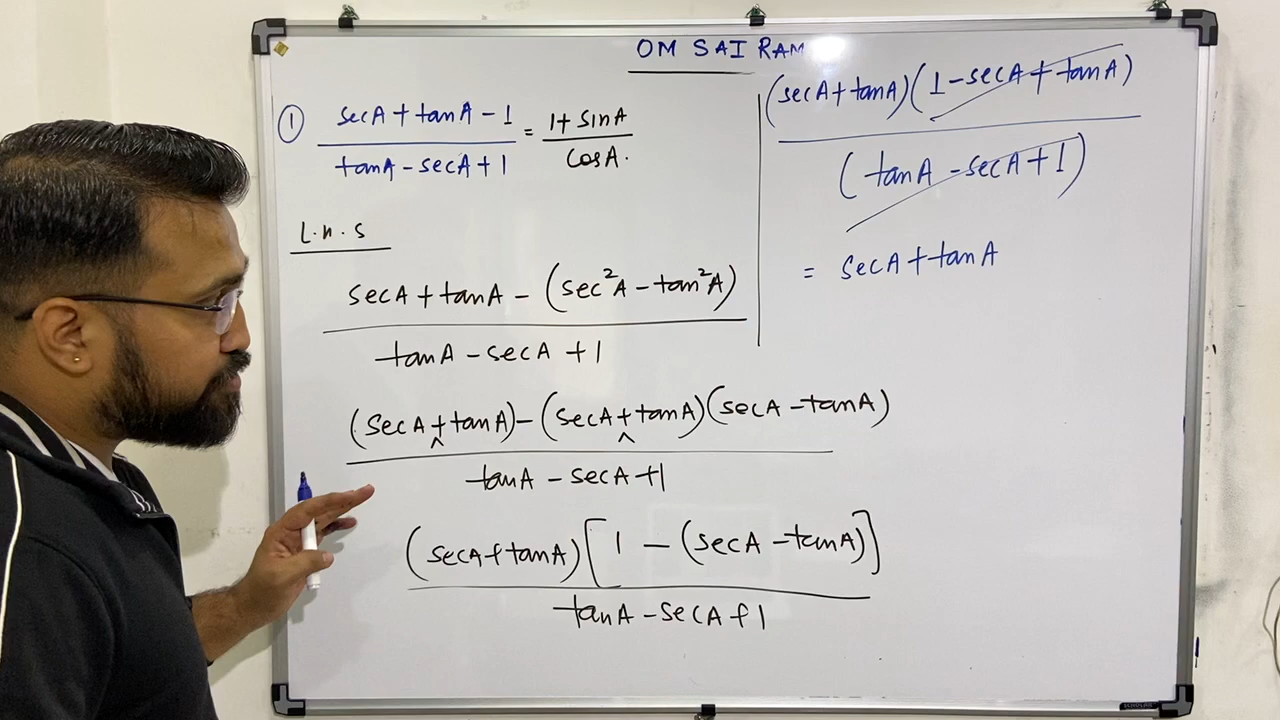 OM SAI RAM
① secA + tanA - 1 / tanA - secA + 1 = 1 + sinA / cosA.
L.H.S
secA + tanA - (sec²A - tan²A)
tanA - secA + 1
(secA + tanA) - (secA + tanA)(secA - tanA)
tanA - secA + 1
(secA + tanA)[1 - (secA - tanA)]
tanA - secA + 1
(secA + tanA)(1 - secA + tanA)
(tanA - secA + 1)
= secA + tanA